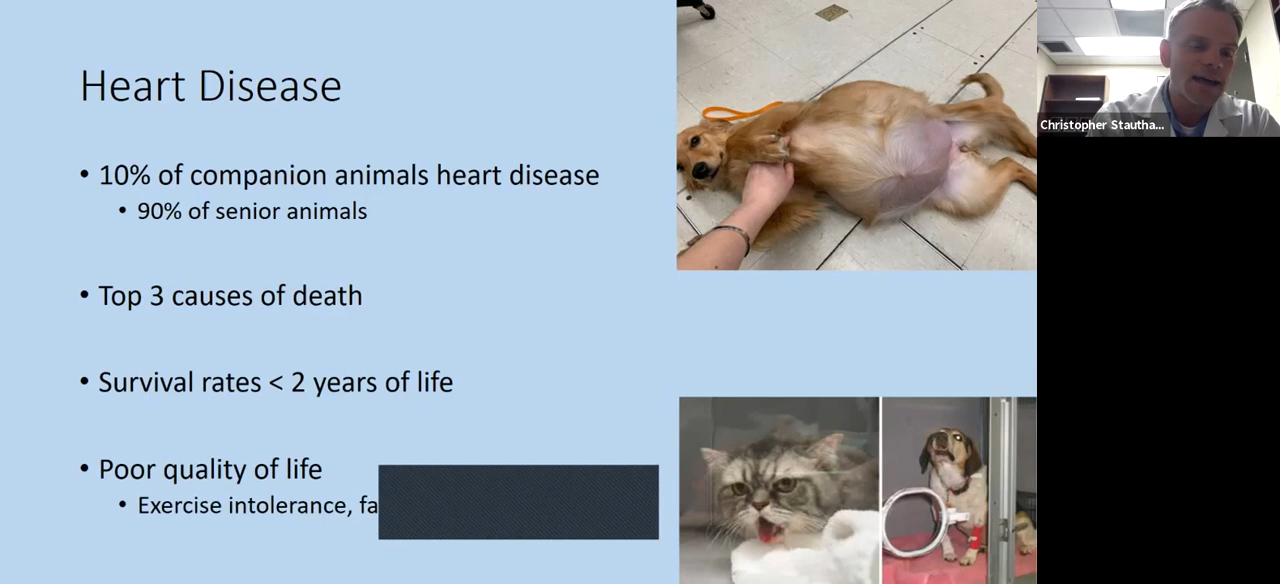 Heart Disease
• 10% of companion animals heart disease
• 90% of senior animals
• Top 3 causes of death
• Survival rates < 2 years of life
• Poor quality of life
• Exercise intolerance, fa
Christopher Stautha...